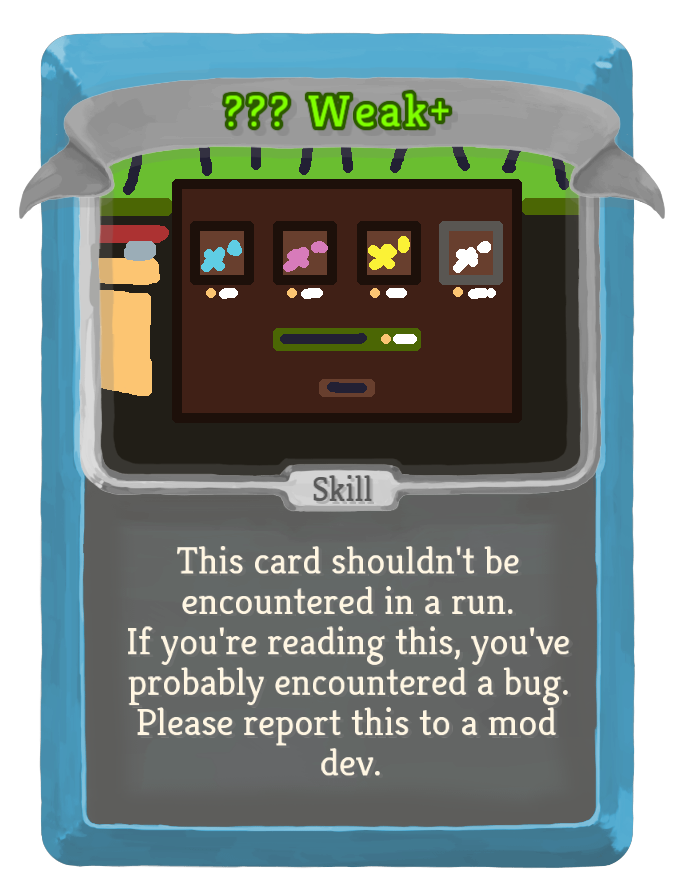 ??? Weak+
Skill
This card shouldn't be
encountered in a run.
If you're reading this, you've
probably encountered a bug.
Please report this to a mod
dev.